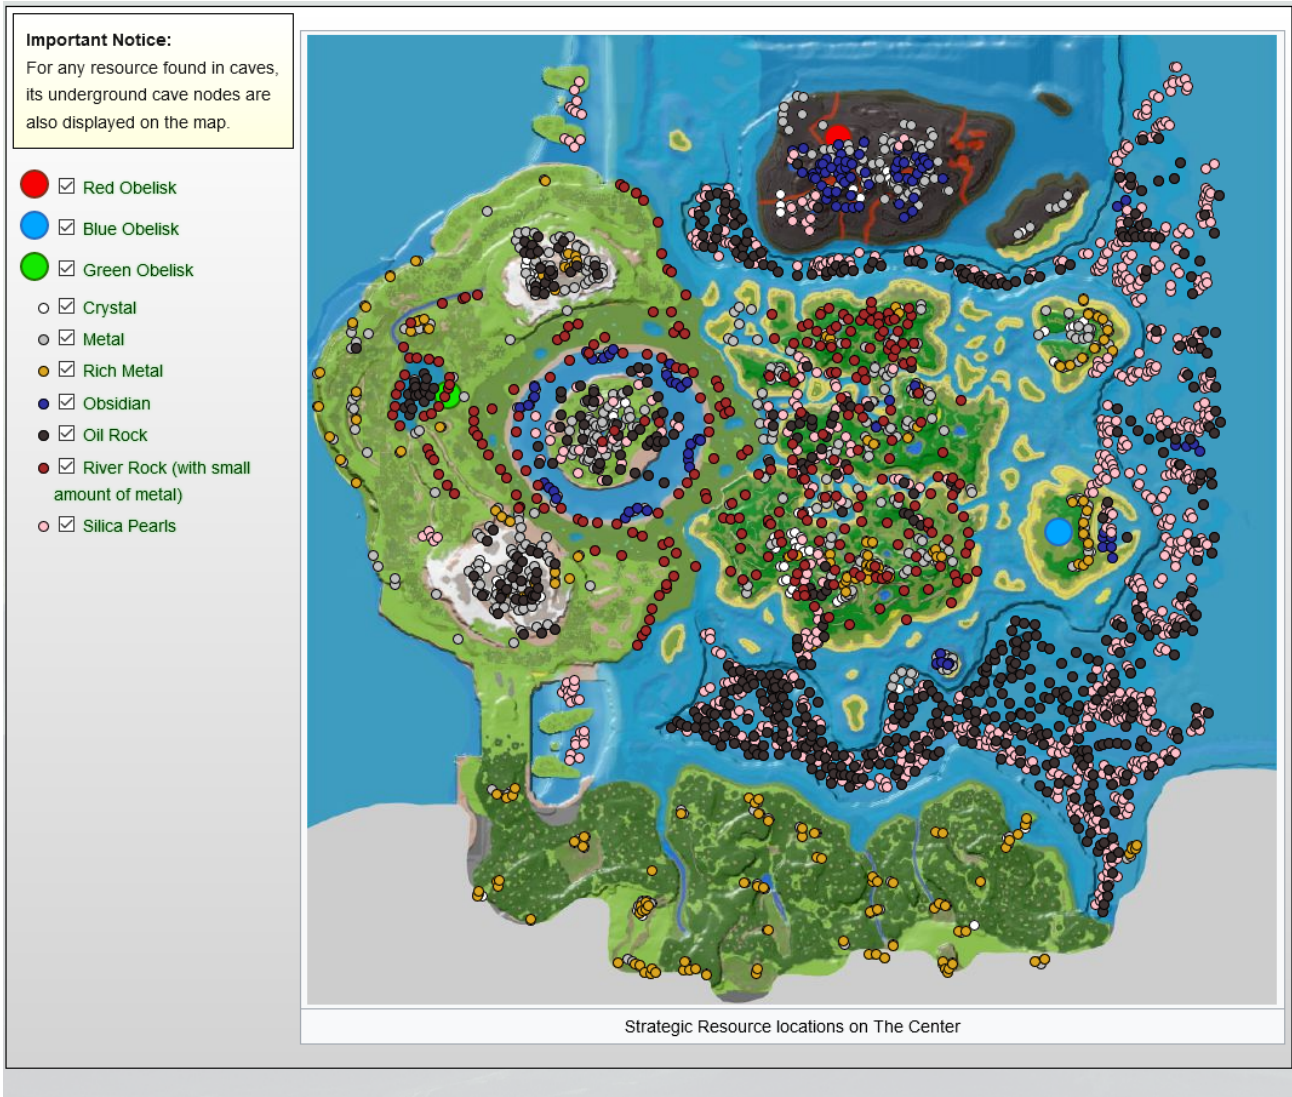 Important Notice:
For any resource found in caves,
its underground cave nodes are
also displayed on the map.
Red Obelisk
Blue Obelisk
Green Obelisk
Crystal
Metal
Rich Metal
Obsidian
Oil Rock
River Rock (with small
amount of metal)
Silica Pearls
Strategic Resource locations on The Center